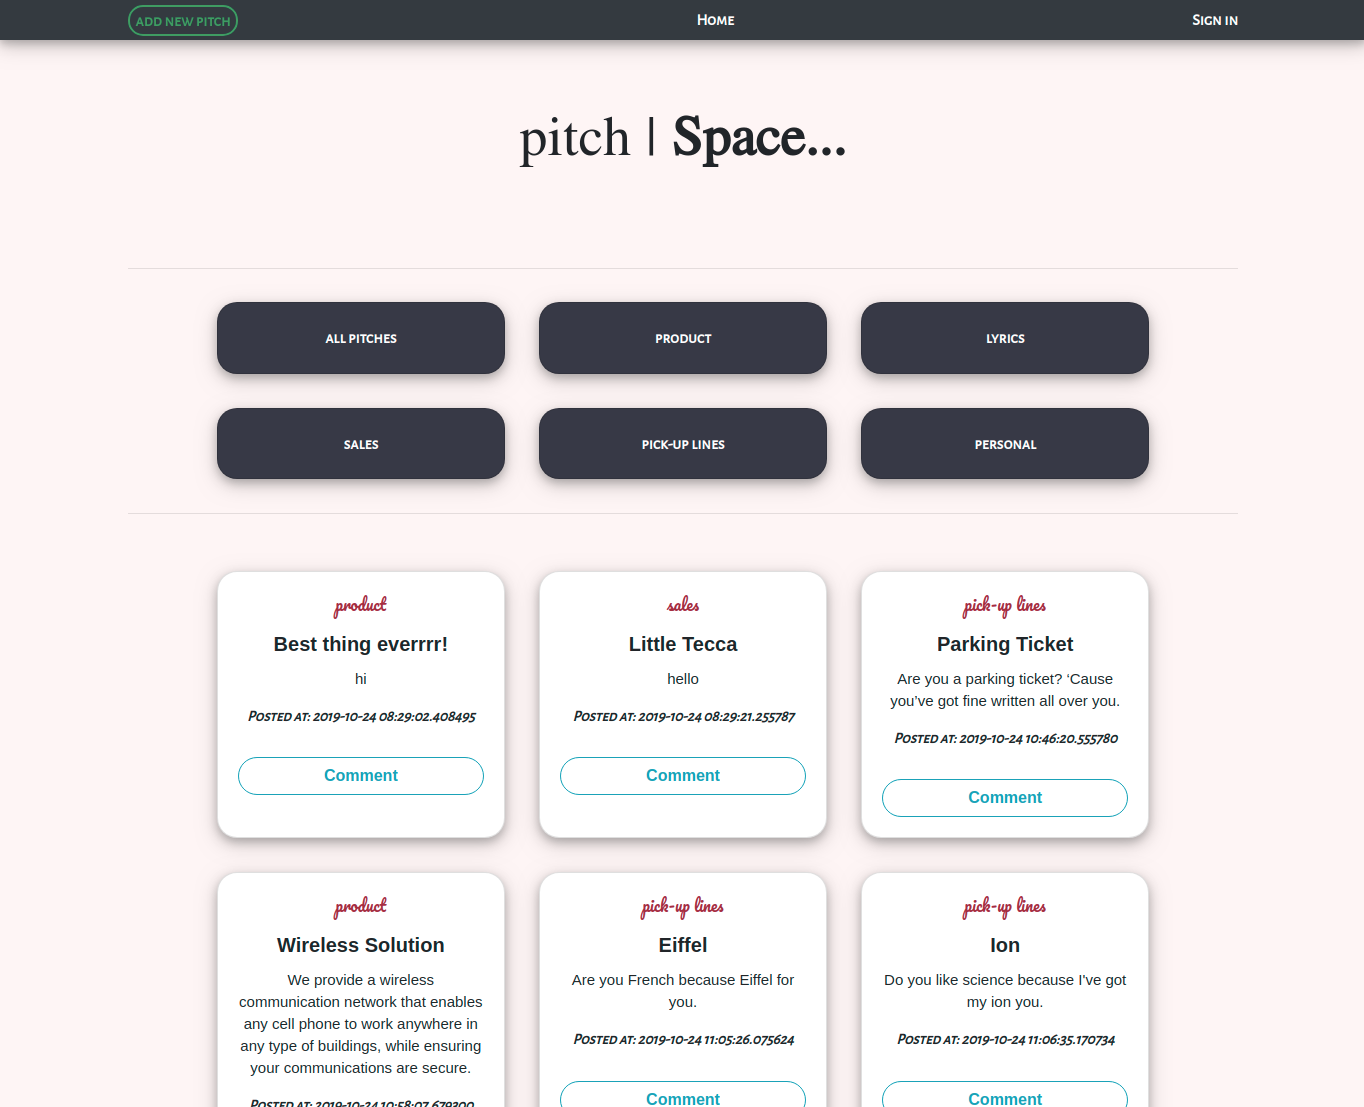 ADD NEW PITCH
Home
Sign in
pitch | Space...
ALL PITCHES
PRODUCT
LYRICS
SALES
PICK-UP LINES
PERSONAL
product
Best thing everrrr!
hi
Posted at: 2019-10-24 08:29:02.408495
Comment
sales
Little Tecca
hello
Posted at: 2019-10-24 08:29:21.255787
Comment
pick-up lines
Parking Ticket
Are you a parking ticket? ‘Cause
you’ve got fine written all over you.
Posted at: 2019-10-24 10:46:20.555780
Comment
product
Wireless Solution
We provide a wireless
communication network that enables
any cell phone to work anywhere in
any type of buildings, while ensuring
your communications are secure.
Posted at: 2019-10-24 10:58:07.679300
pick-up lines
Eiffel
Are you French because Eiffel for
you.
Posted at: 2019-10-24 11:05:26.075624
Comment
pick-up lines
Ion
Do you like science because I've got
my ion you.
Posted at: 2019-10-24 11:06:35.170734
Comment